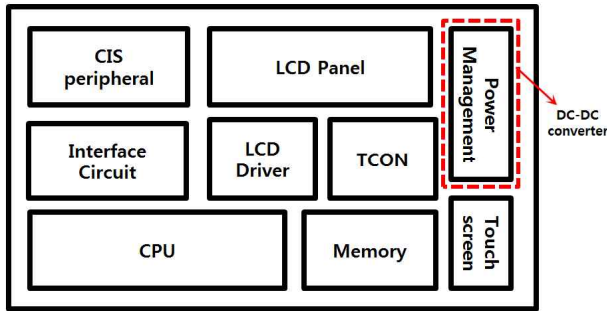 CIS
peripheral
LCD Panel
Power
Management
DC-DC
converter
Interface
Circuit
LCD
Driver
TCON
CPU
Memory
Touch
screen